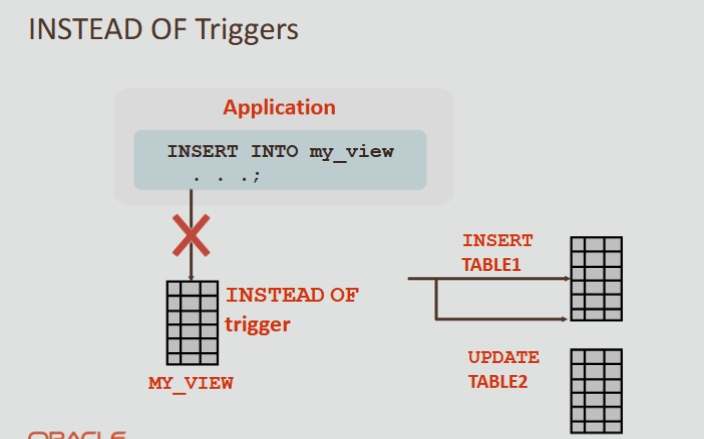 INSTEAD OF Triggers
Application
INSERT INTO my_view
. . .;
INSERT
TABLE1
INSTEAD OF
trigger
MY_VIEW
UPDATE
TABLE2
ORACLE